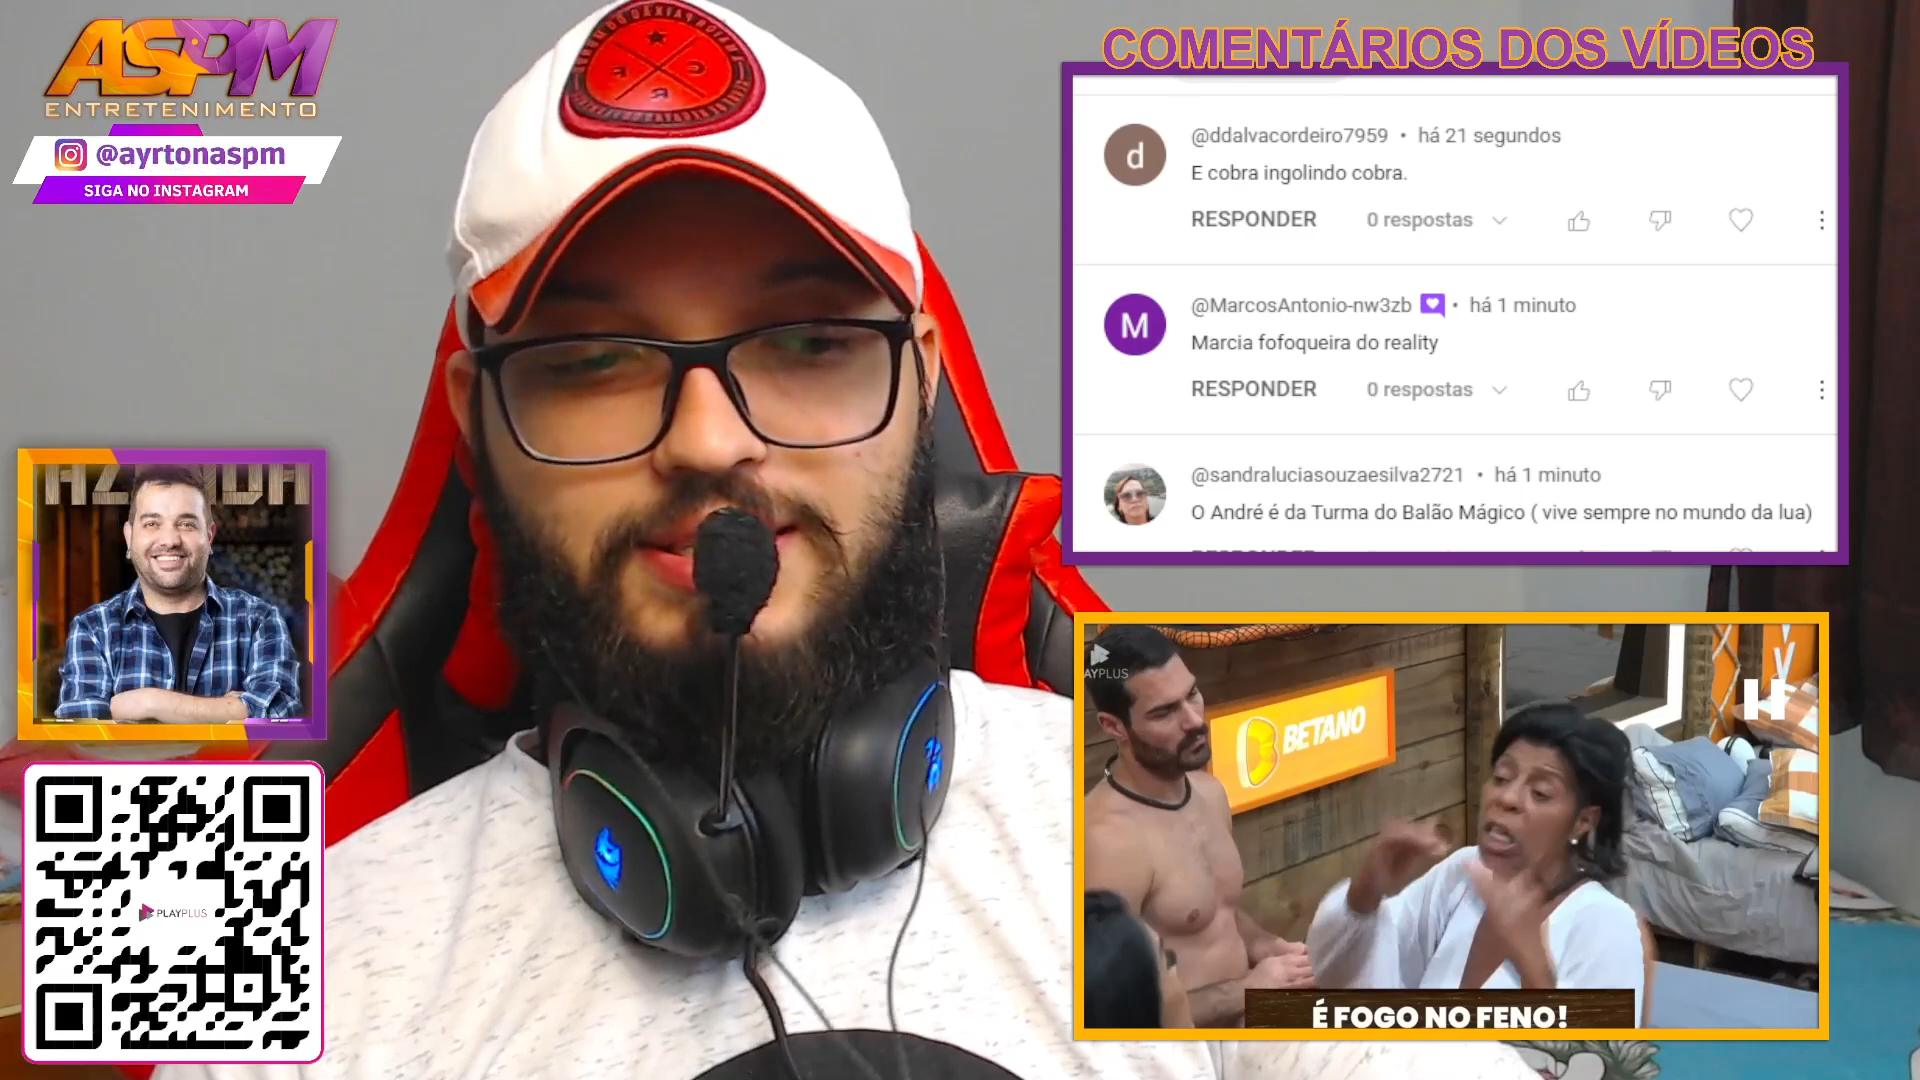 ASPM
ENTRETENIMENTO
@ayrtonaspm
SIGA NO INSTAGRAM
COMENTÁRIOS DOS VÍDEOS
d
@ddalvacordeiro7959 • há 21 segundos
E cobra ingolindo cobra.
RESPONDER 0 respostas
M
@MarcosAntonio-nw3zb • há 1 minuto
Marcia fofoqueira do reality
RESPONDER 0 respostas
@sandraluciasouzaesilva2721 • há 1 minuto
O André é da Turma do Balão Mágico ( vive sempre no mundo da lua)
PLAYPLUS
AYPLUS
BETANO
É FOGO NO FENO!